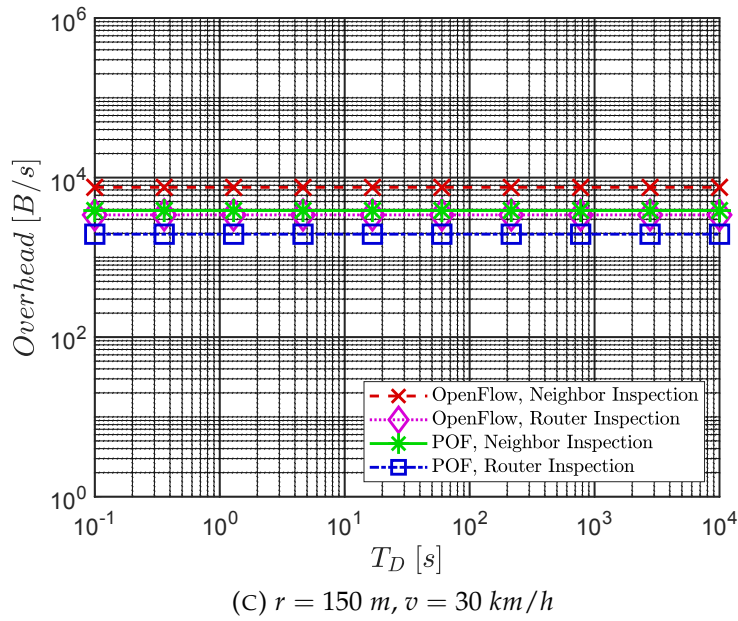 10^6
10^4
10^2
10^0
Overhead [B/s]
OpenFlow, Neighbor Inspection
OpenFlow, Router Inspection
POF, Neighbor Inspection
POF, Router Inspection
10^-1 10^0 10^1 10^2 10^3 10^4
T_D [s]
(C) r = 150 m, v = 30 km/h